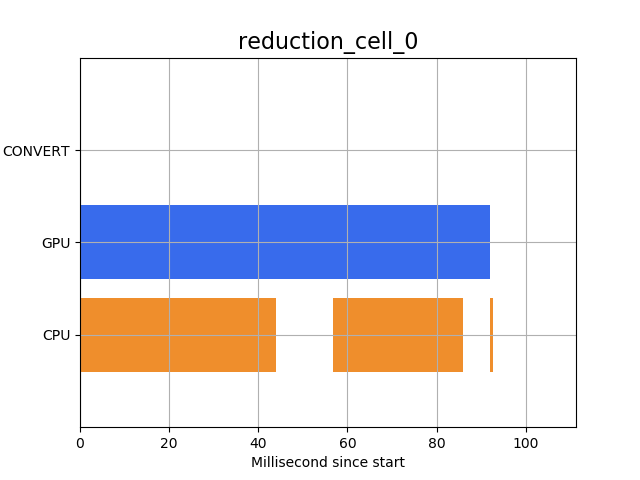 reduction_cell_0
CONVERT
GPU
CPU
0 20 40 60 80 100
Millisecond since start